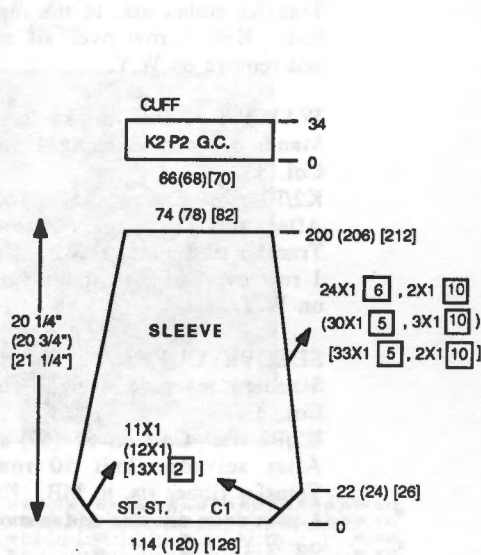 CUFF
34
K2 P2 G.C.
0
66(68)[70]
74 (78) [82]
200 (206) [212]
24X1 6 , 2X1 10
(30X1 5 , 3X1 10 )
[33X1 5 , 2X1 10 ]
20 1/4"
(20 3/4")
[21 1/4"]
SLEEVE
11X1
(12X1)
[13X1 2 ]
22 (24) [26]
ST. ST. C1
0
114 (120) [126]